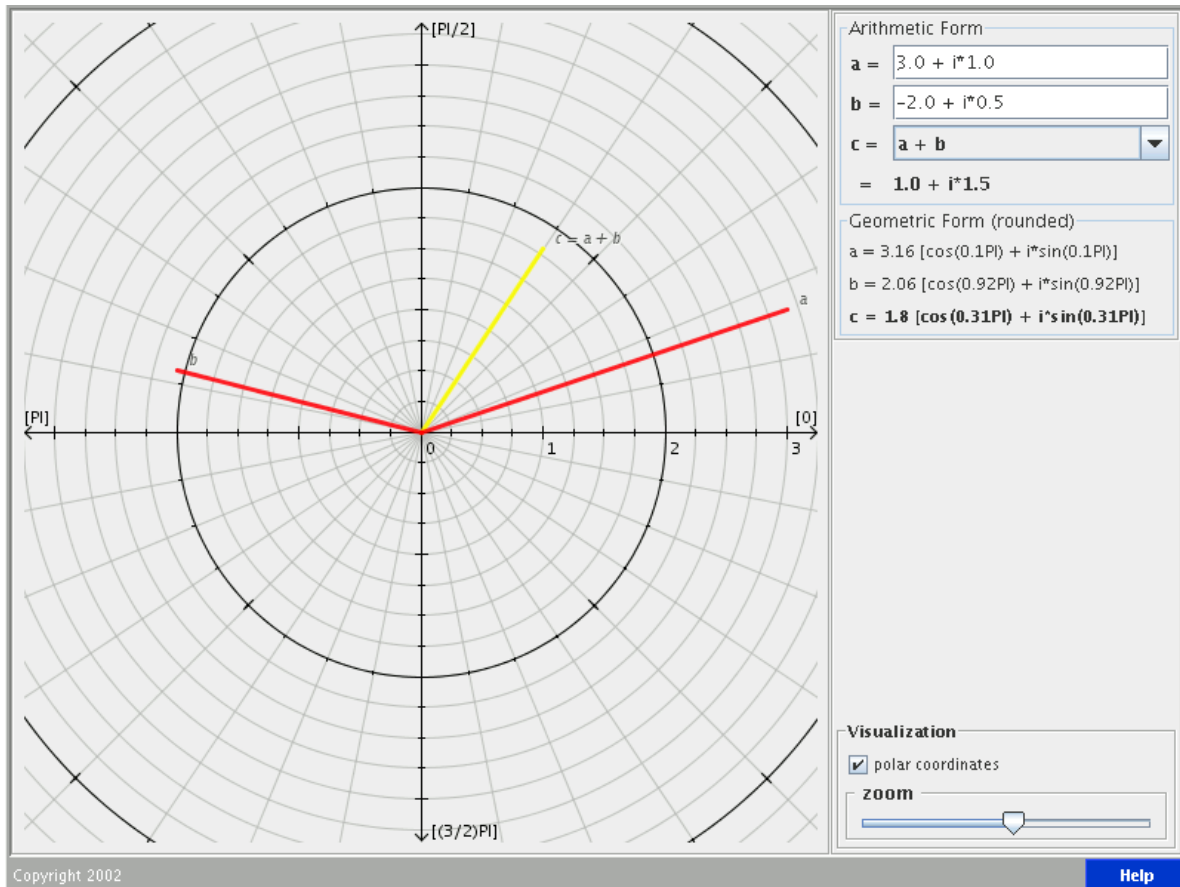 [PI/2]
c = a + b
a
b
[PI]
[0]
0 1 2 3
[(3/2)PI]
Arithmetic Form
a = 3.0 + i*1.0
b = -2.0 + i*0.5
c = a + b
= 1.0 + i*1.5
Geometric Form (rounded)
a = 3.16 [cos(0.1PI) + i*sin(0.1PI)]
b = 2.06 [cos(0.92PI) + i*sin(0.92PI)]
c = 1.8 [cos(0.31PI) + i*sin(0.31PI)]
Visualization
polar coordinates
zoom
Copyright 2002
Help